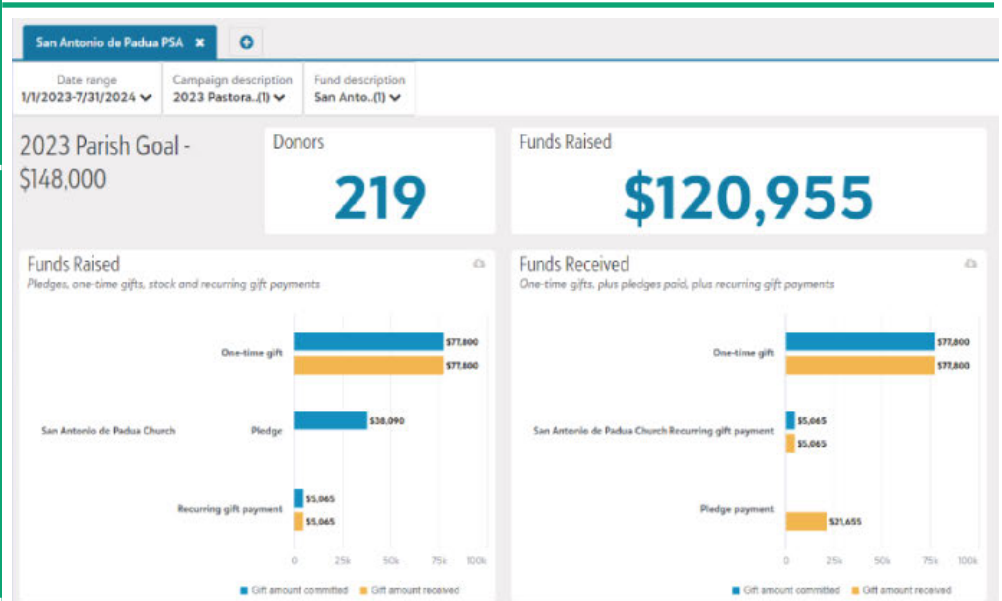 San Antonio de Padua PSA ×
Date range
1/1/2023-7/31/2024
Campaign description
2023 Pastora..(1)
Fund description
San Anto..(1)
2023 Parish Goal -
$148,000
Donors
219
Funds Raised
$120,955
Funds Raised
Pledges, one-time gifts, stock and recurring gift payments
One-time gift
$77,800
$77,800
San Antonio de Padua Church
Pledge
$38,090
Recurring gift payment
$5,065
$5,065
0 25k 50k 75k 100k
Gift amount committed Gift amount received
Funds Received
One-time gifts, plus pledges paid, plus recurring gift payments
One-time gift
$77,800
$77,800
San Antonio de Padua Church Recurring gift payment
$5,065
$5,065
Pledge payment
$21,655
0 25k 50k 75k 100k
Gift amount committed Gift amount received